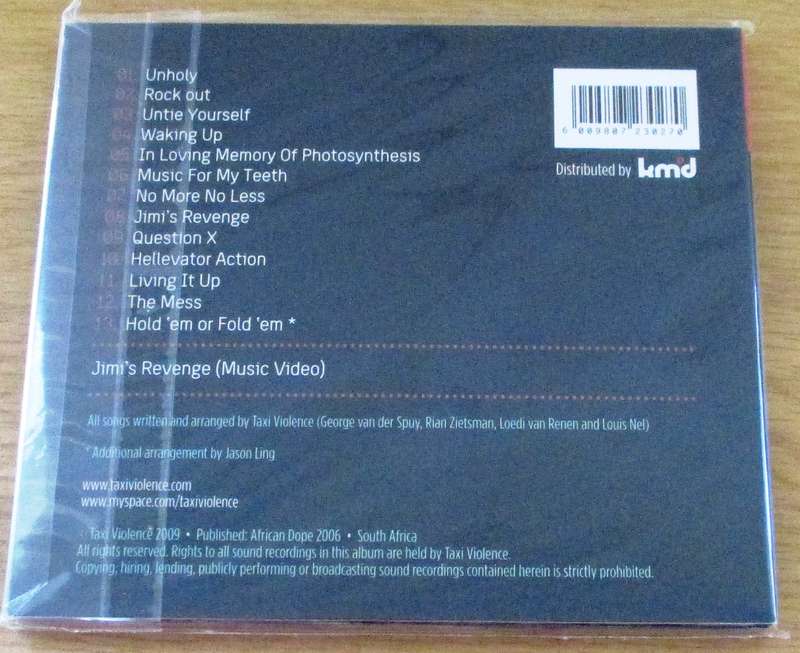 01. Unholy
02. Rock out
03. Untie Yourself
04. Waking Up
05. In Loving Memory Of Photosynthesis
06. Music For My Teeth
07. No More No Less
08. Jimi's Revenge
09. Question X
10. Hellevator Action
11. Living It Up
12. The Mess
13. Hold 'em or Fold 'em *
Jimi's Revenge (Music Video)
All songs written and arranged by Taxi Violence (George van der Spuy, Rian Zietsman, Loedi van Renen and Louis Nel)
* Additional arrangement by Jason Ling
www.taxiviolence.com
www.myspace.com/taxiviolence
© Taxi Violence 2009 • Published: African Dope 2006 • South Africa
All rights reserved. Rights to all sound recordings in this album are held by Taxi Violence.
Copying, hiring, lending, publicly performing or broadcasting sound recordings contained herein is strictly prohibited.
6 009807 230270
Distributed by kmd